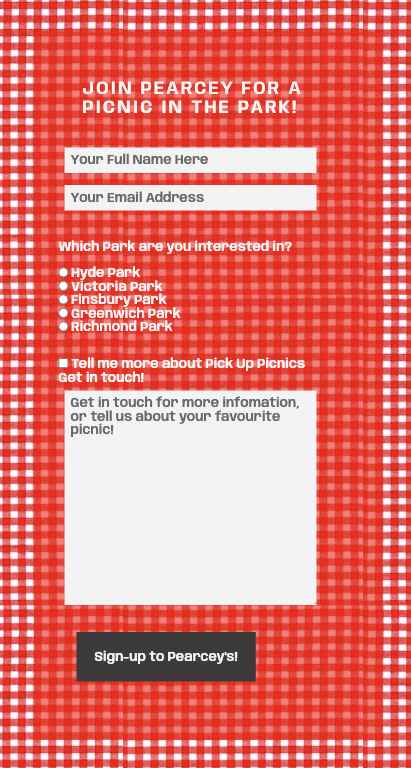 JOIN PEARCEY FOR A
PICNIC IN THE PARK!
Your Full Name Here
Your Email Address
Which Park are you interested in?
Hyde Park
Victoria Park
Finsbury Park
Greenwich Park
Richmond Park
Tell me more about Pick Up Picnics
Get in touch!
Get in touch for more infomation,
or tell us about your favourite
picnic!
Sign-up to Pearcey's!